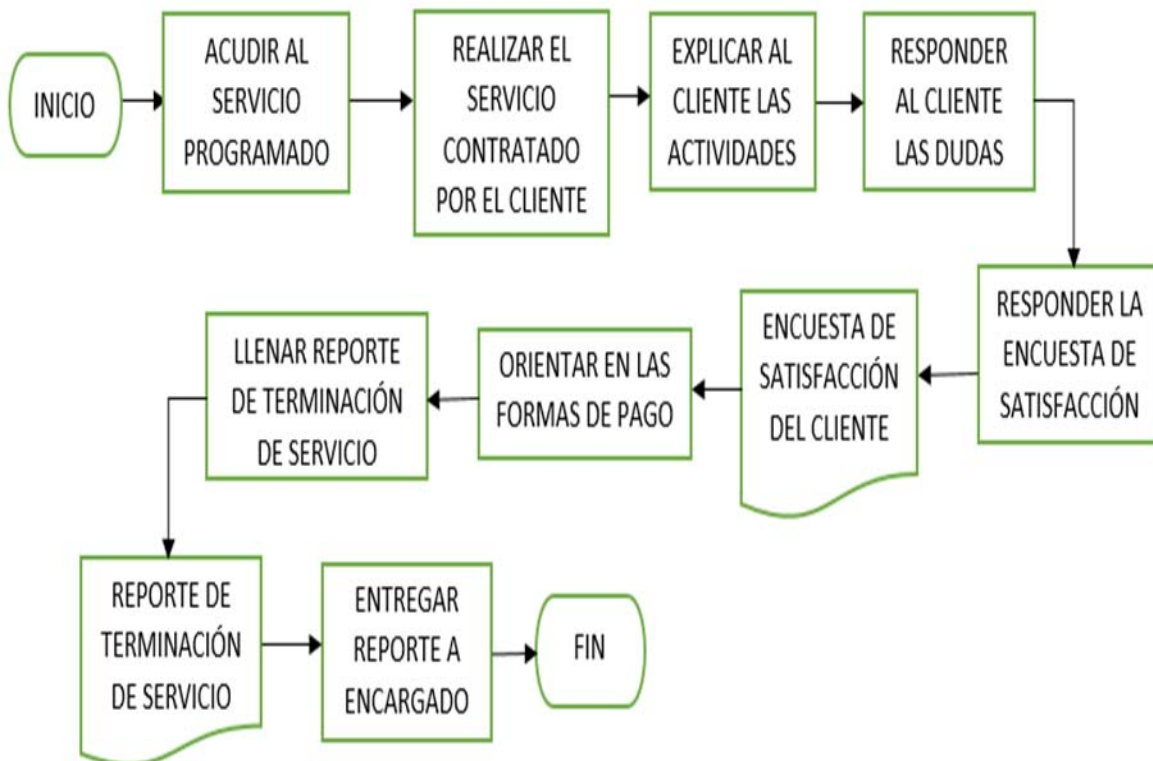 INICIO
ACUDIR AL
SERVICIO
PROGRAMADO
REALIZAR EL
SERVICIO
CONTRATADO
POR EL CLIENTE
EXPLICAR AL
CLIENTE LAS
ACTIVIDADES
RESPONDER
AL CLIENTE
LAS DUDAS
RESPONDER LA
ENCUESTA DE
SATISFACCIÓN
ENCUESTA DE
SATISFACCIÓN
DEL CLIENTE
ORIENTAR EN LAS
FORMAS DE PAGO
LLENAR REPORTE
DE TERMINACIÓN
DE SERVICIO
REPORTE DE
TERMINACIÓN
DE SERVICIO
ENTREGAR
REPORTE A
ENCARGADO
FIN